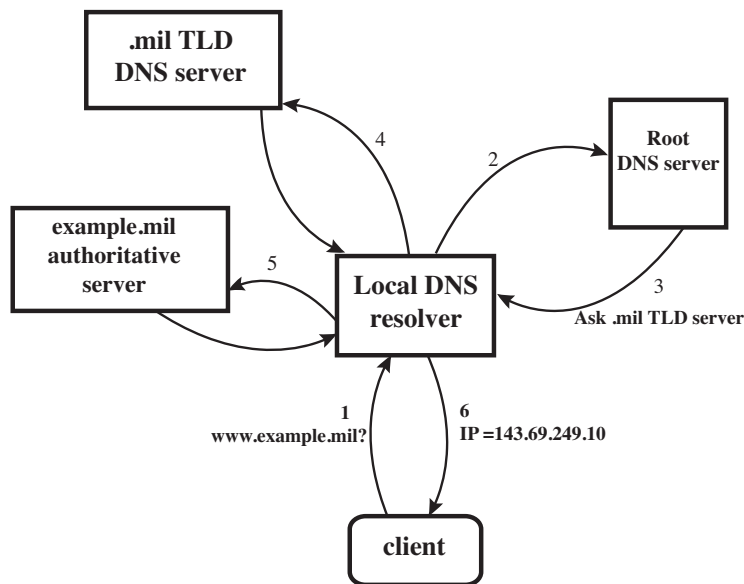 .mil TLD
DNS server
4
2
Root
DNS server
example.mil
authoritative
server
5
Local DNS
resolver
3
Ask .mil TLD server
1
www.example.mil?
6
IP =143.69.249.10
client